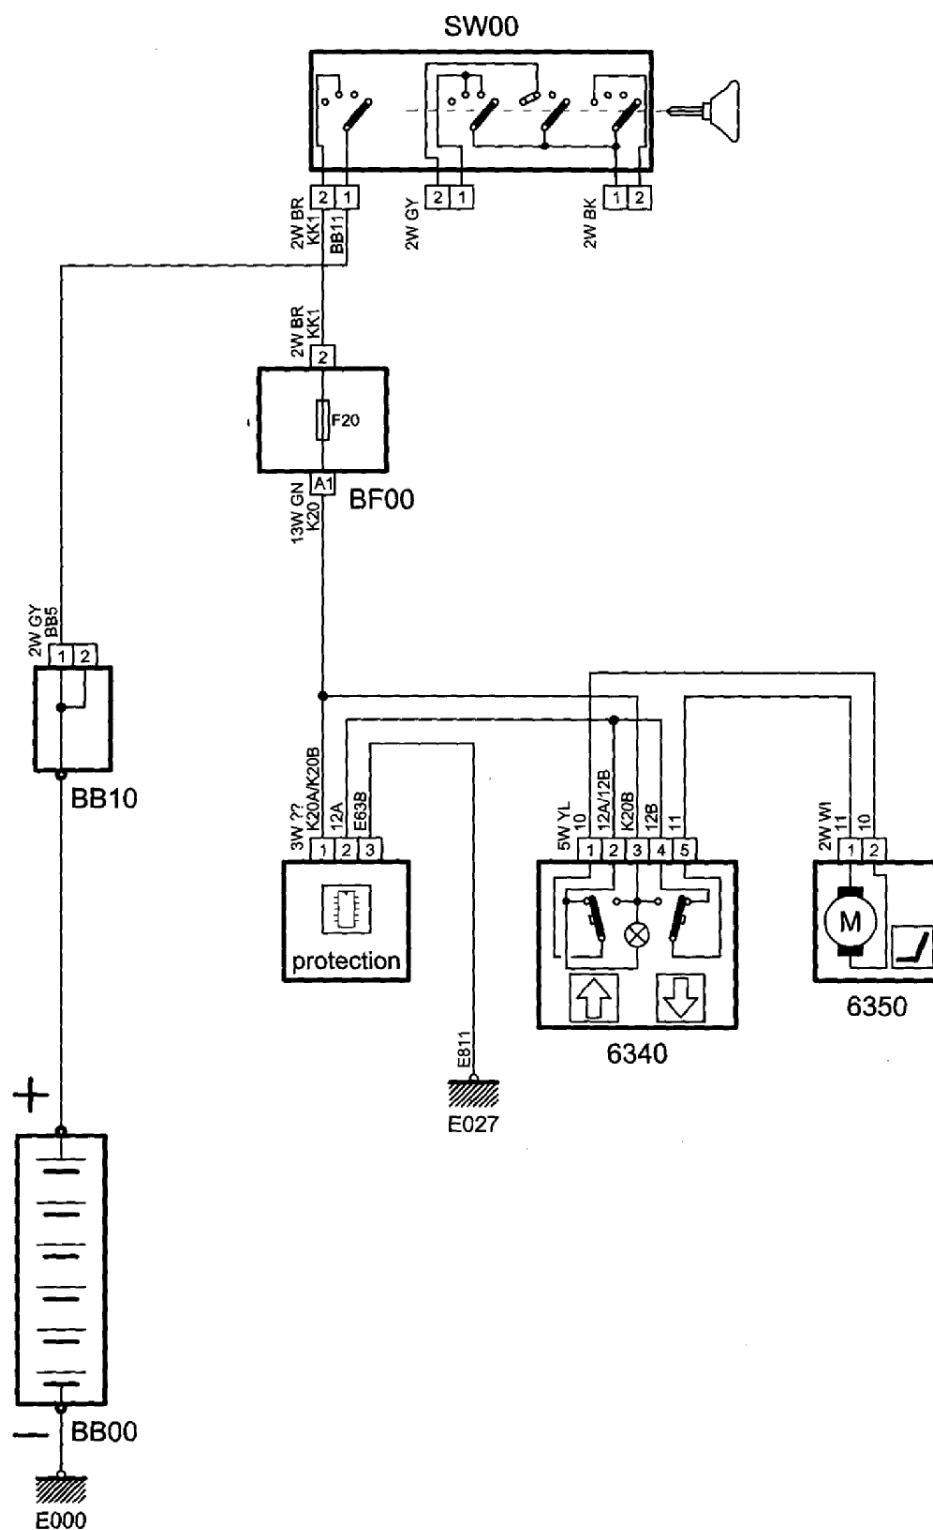 SW00
2 1
2 1
1 2
2W BR
KK1
BB11
2W GY
2W BK
2W BR
KK1
2
F20
A1
BF00
13W GN
K20
2W GY
BB5
1 2
BB10
3W ??
K20A/K20B
12A
E63B
1 2 3
protection
5W YL
10
12A/12B
K20B
12B
11
1 2 3 4 5
6340
2W WI
11
10
1 2
M
6350
E811
E027
+
BB00
−
E000